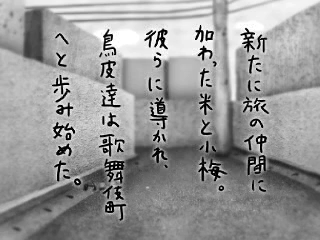 新たに旅の仲間に
加わった米と小梅。
彼らに導かれ、
鳥皮達は歌舞伎町
へと歩み始めた。